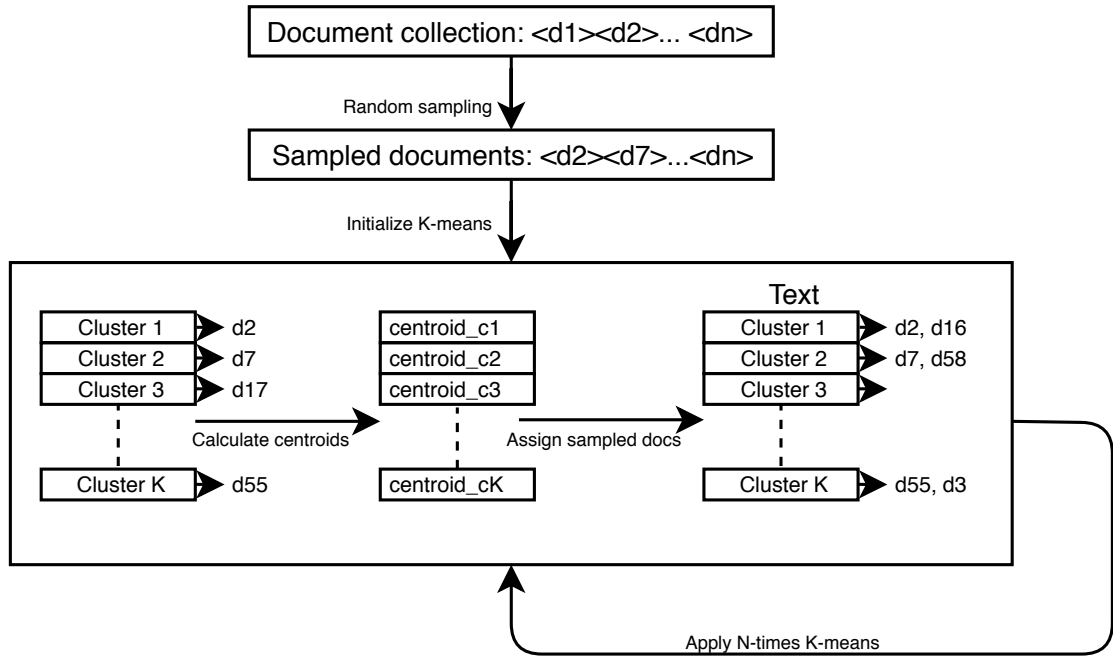 Document collection: <d1><d2>... <dn>
Random sampling
Sampled documents: <d2><d7>...<dn>
Initialize K-means
Text
Cluster 1 d2 centroid_c1 Cluster 1 d2, d16
Cluster 2 d7 centroid_c2 Cluster 2 d7, d58
Cluster 3 d17 centroid_c3 Cluster 3
Calculate centroids Assign sampled docs
Cluster K d55 centroid_cK Cluster K d55, d3
Apply N-times K-means